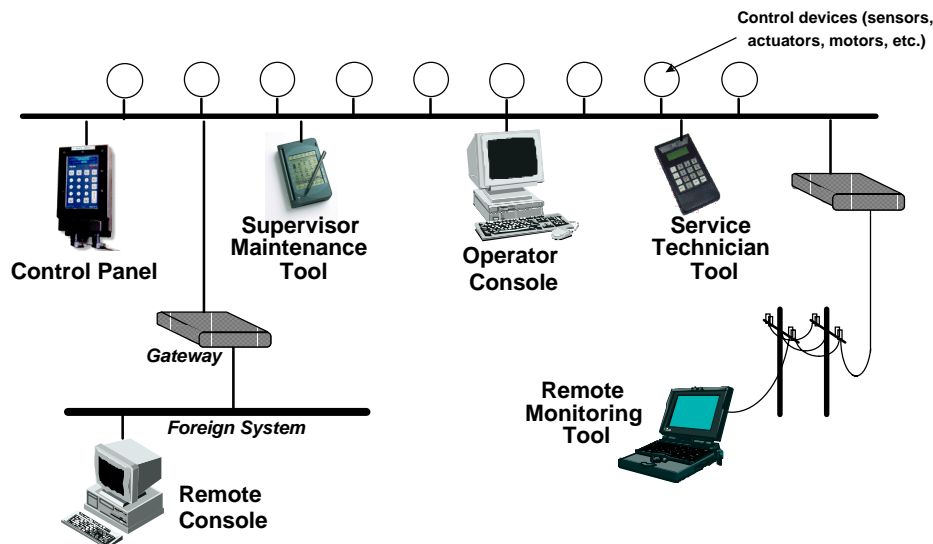 Control devices (sensors,
actuators, motors, etc.)
Control Panel
Supervisor
Maintenance
Tool
Operator
Console
Service
Technician
Tool
Gateway
Foreign System
Remote
Console
Remote
Monitoring
Tool